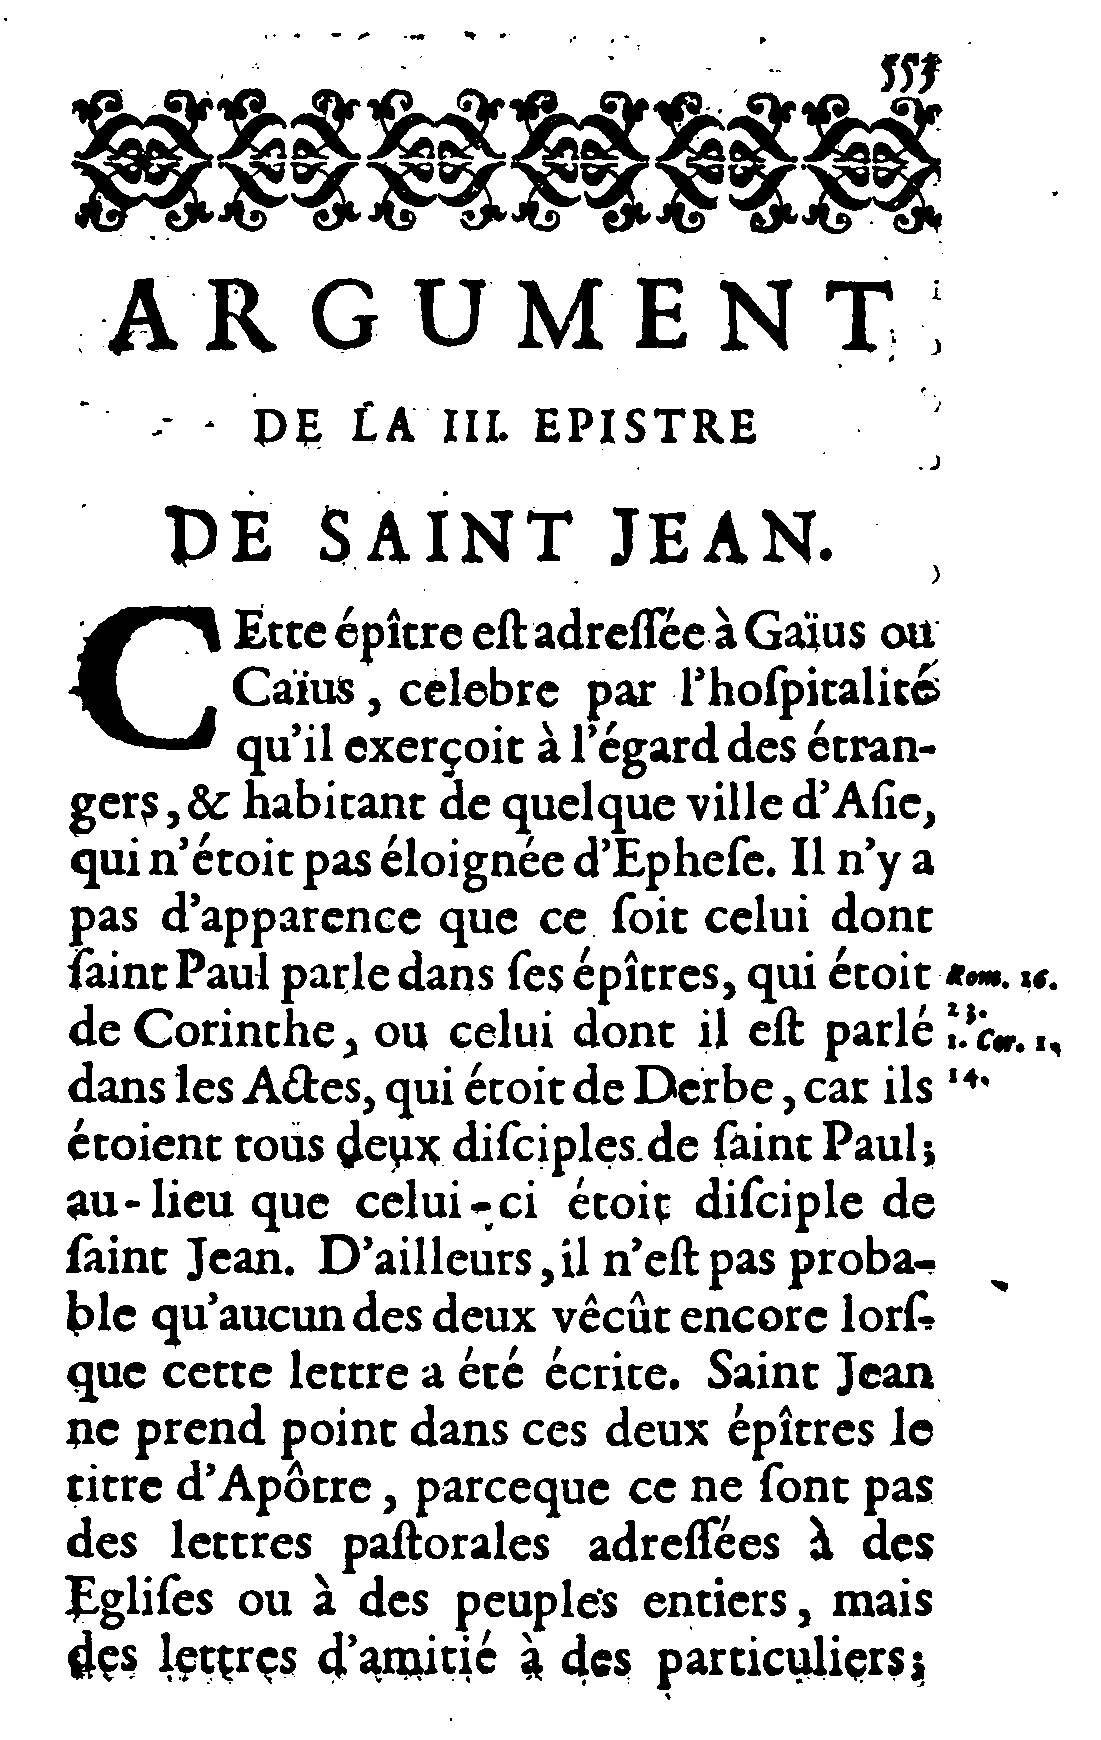 553
ARGUMENT
DE LA III. EPISTRE
DE SAINT JEAN.
CEtte épître eſt adreſſée à Gaïus ou
Caïus, celebre par l'hoſpitalité
qu'il exerçoit à l'égard des étran-
gers, & habitant de quelque ville d'Aſie,
qui n'étoit pas éloignée d'Epheſe. Il n'y a
pas d'apparence que ce ſoit celui dont
ſaint Paul parle dans ſes épîtres, qui étoit
de Corinthe, ou celui dont il eſt parlé
dans les Actes, qui étoit de Derbe, car ils
étoient tous deux diſciples de ſaint Paul;
au-lieu que celui-ci étoit diſciple de
ſaint Jean. D'ailleurs, il n'eſt pas proba-
ble qu'aucun des deux vêcût encore lorſ-
que cette lettre a été écrite. Saint Jean
ne prend point dans ces deux épîtres le
titre d'Apôtre, parceque ce ne ſont pas
des lettres paſtorales adreſſées à des
Egliſes ou à des peuples entiers, mais
des lettres d'amitié à des particuliers;
Rom. 16.
23.
1. Cor. 1.
14.